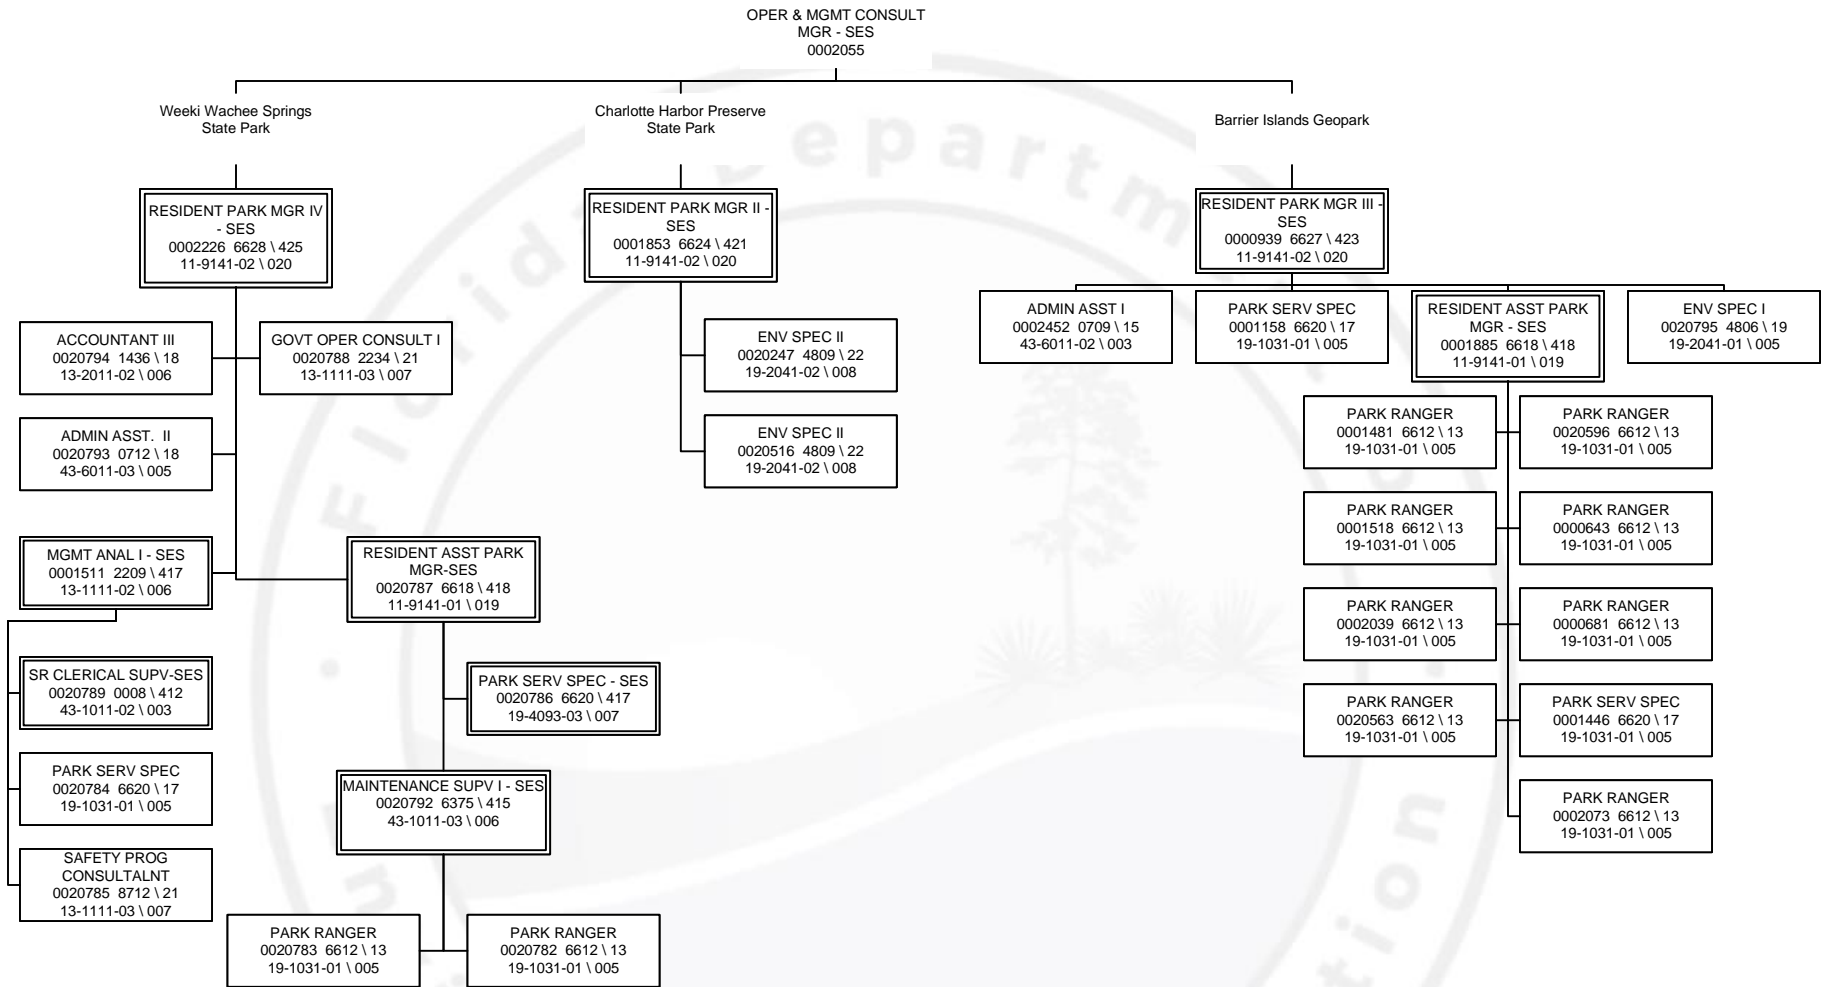 OPER & MGMT CONSULT
MGR - SES
0002055
Weeki Wachee Springs
State Park
Charlotte Harbor Preserve
State Park
Barrier Islands Geopark
RESIDENT PARK MGR IV
- SES
0002226 6628 \ 425
11-9141-02 \ 020
RESIDENT PARK MGR II -
SES
0001853 6624 \ 421
11-9141-02 \ 020
RESIDENT PARK MGR III -
SES
0000939 6627 \ 423
11-9141-02 \ 020
ACCOUNTANT III
0020794 1436 \ 18
13-2011-02 \ 006
GOVT OPER CONSULT I
0020788 2234 \ 21
13-1111-03 \ 007
ADMIN ASST. II
0020793 0712 \ 18
43-6011-03 \ 005
MGMT ANAL I - SES
0001511 2209 \ 417
13-1111-02 \ 006
RESIDENT ASST PARK
MGR-SES
0020787 6618 \ 418
11-9141-01 \ 019
SR CLERICAL SUPV-SES
0020789 0008 \ 412
43-1011-02 \ 003
PARK SERV SPEC
0020784 6620 \ 17
19-1031-01 \ 005
SAFETY PROG
CONSULTALNT
0020785 8712 \ 21
13-1111-03 \ 007
PARK SERV SPEC - SES
0020786 6620 \ 417
19-4093-03 \ 007
MAINTENANCE SUPV I - SES
0020792 6375 \ 415
43-1011-03 \ 006
PARK RANGER
0020783 6612 \ 13
19-1031-01 \ 005
PARK RANGER
0020782 6612 \ 13
19-1031-01 \ 005
ENV SPEC II
0020247 4809 \ 22
19-2041-02 \ 008
ENV SPEC II
0020516 4809 \ 22
19-2041-02 \ 008
ADMIN ASST I
0002452 0709 \ 15
43-6011-02 \ 003
PARK SERV SPEC
0001158 6620 \ 17
19-1031-01 \ 005
RESIDENT ASST PARK
MGR - SES
0001885 6618 \ 418
11-9141-01 \ 019
ENV SPEC I
0020795 4806 \ 19
19-2041-01 \ 005
PARK RANGER
0001481 6612 \ 13
19-1031-01 \ 005
PARK RANGER
0020596 6612 \ 13
19-1031-01 \ 005
PARK RANGER
0001518 6612 \ 13
19-1031-01 \ 005
PARK RANGER
0000643 6612 \ 13
19-1031-01 \ 005
PARK RANGER
0002039 6612 \ 13
19-1031-01 \ 005
PARK RANGER
0000681 6612 \ 13
19-1031-01 \ 005
PARK RANGER
0020563 6612 \ 13
19-1031-01 \ 005
PARK SERV SPEC
0001446 6620 \ 17
19-1031-01 \ 005
PARK RANGER
0002073 6612 \ 13
19-1031-01 \ 005
Florida Department